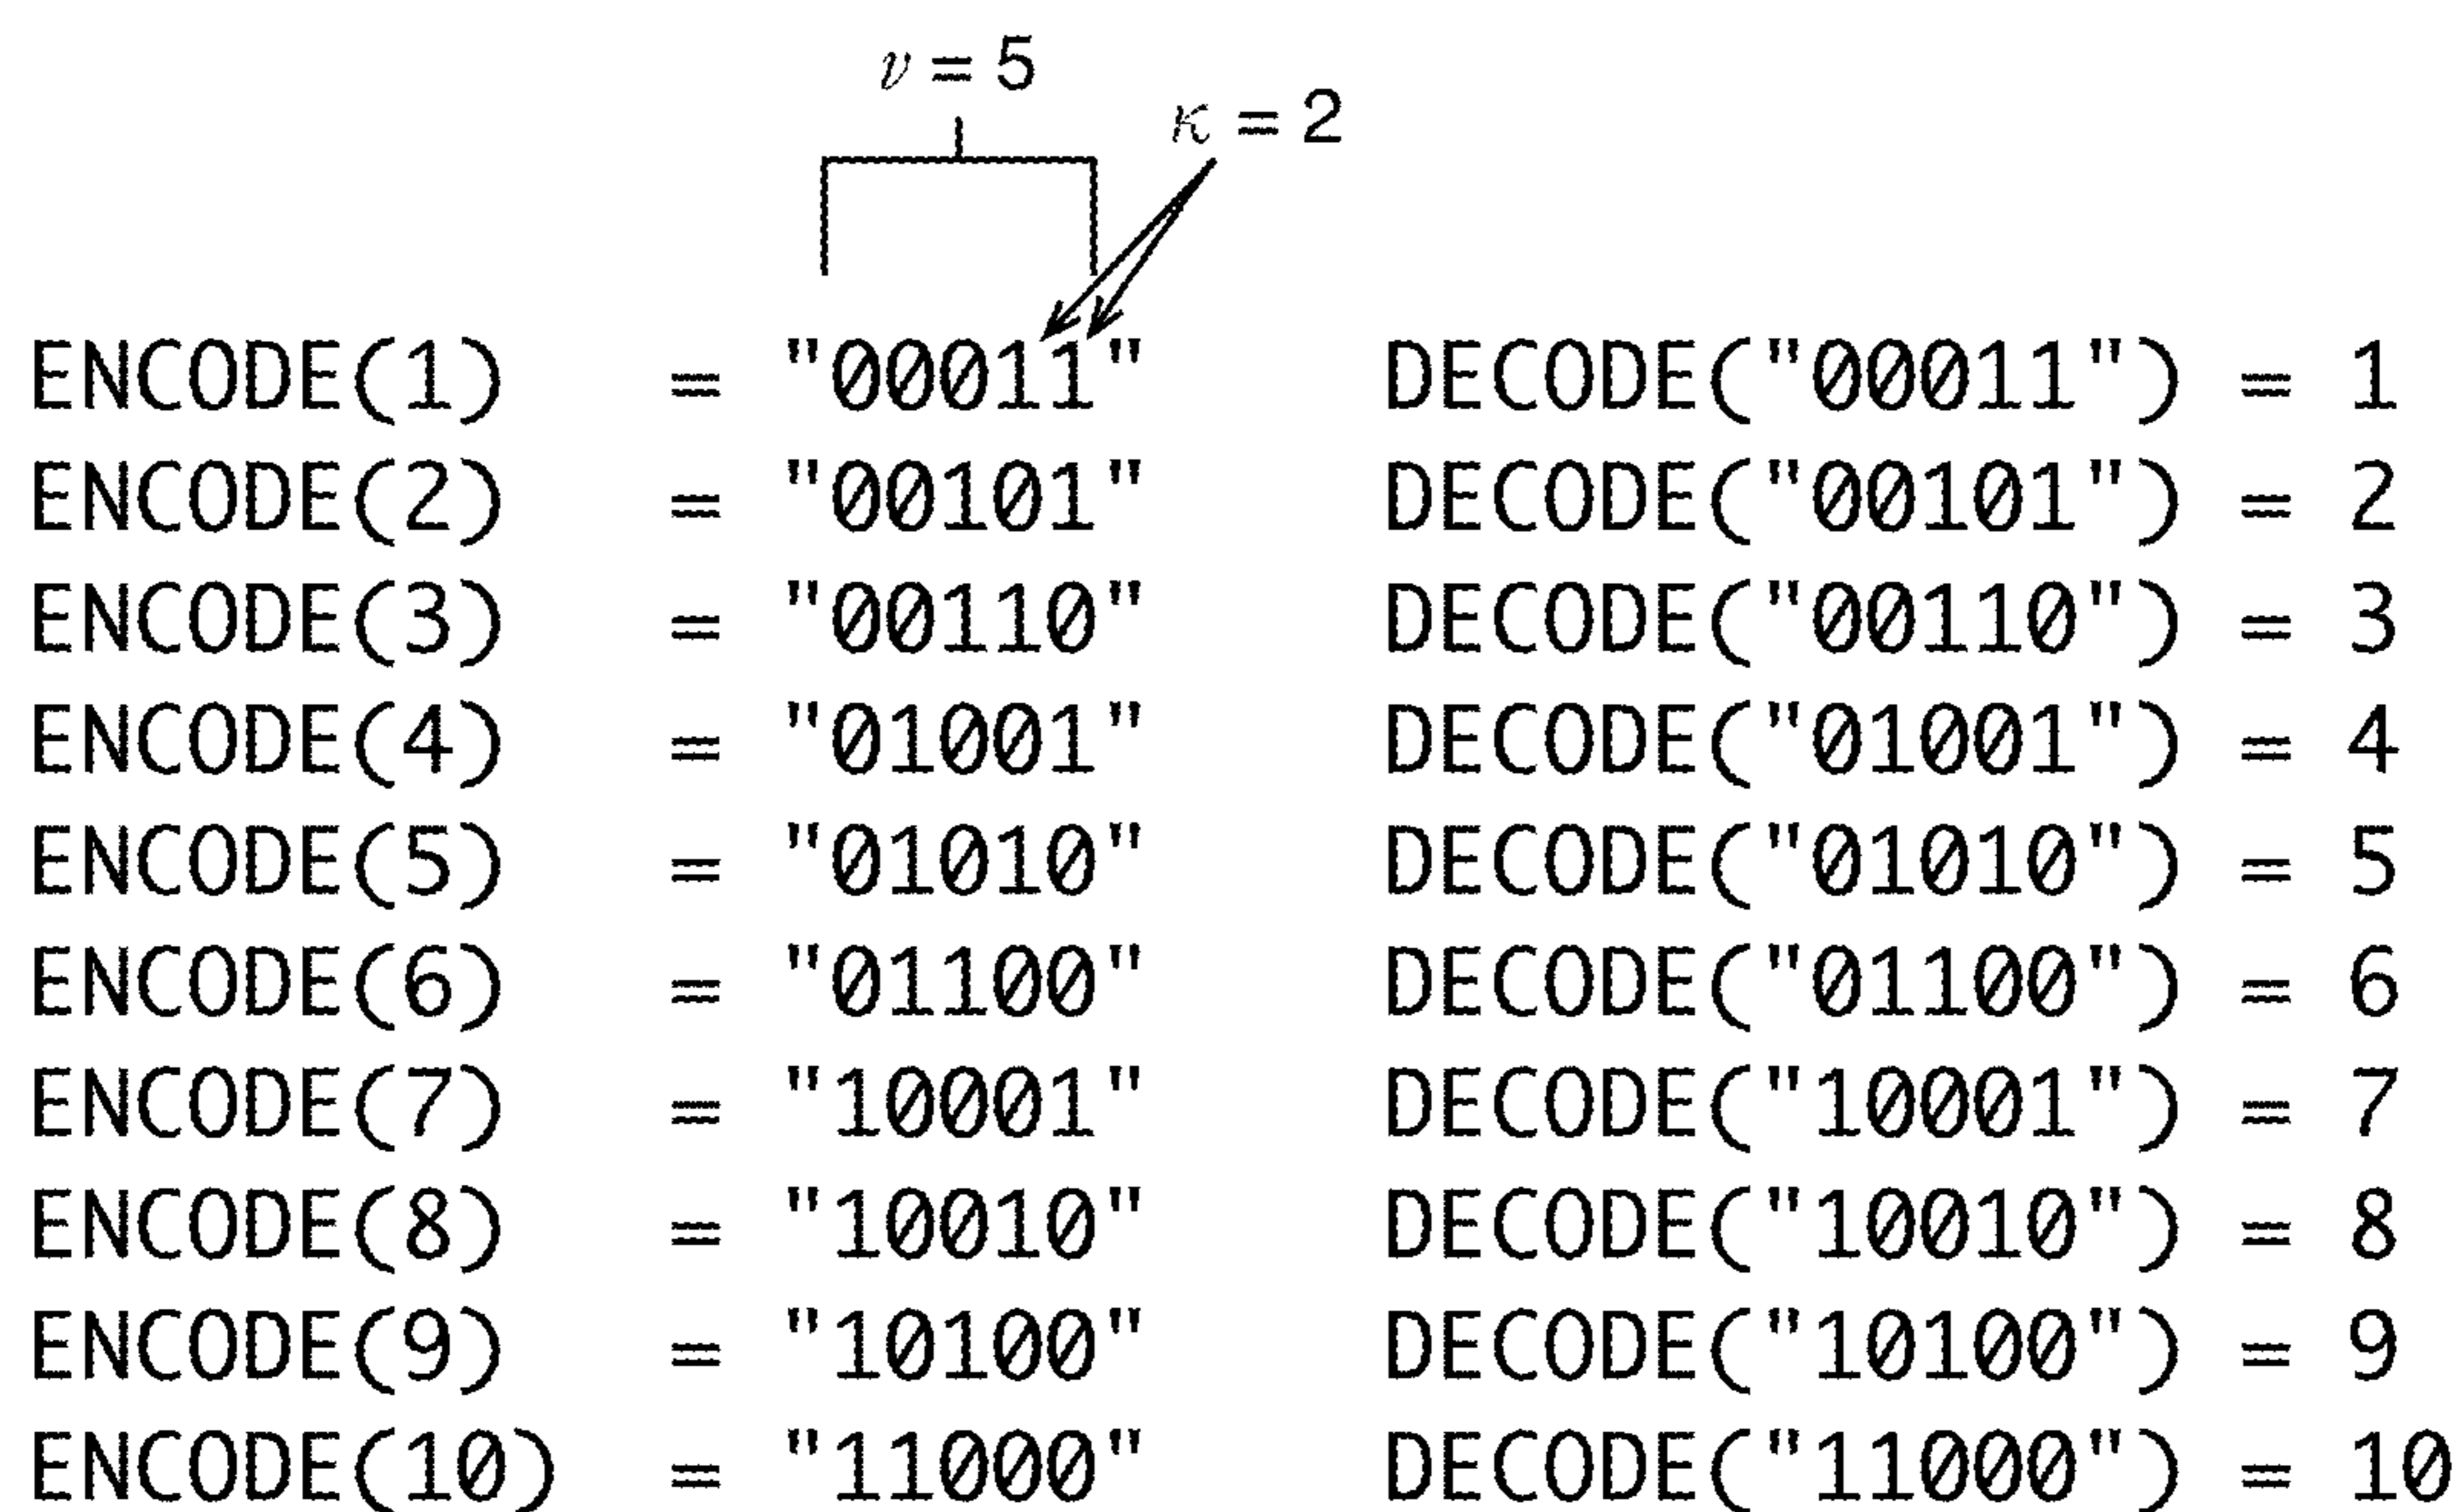 ν = 5
κ = 2
ENCODE(1) = "00011" DECODE("00011") = 1
ENCODE(2) = "00101" DECODE("00101") = 2
ENCODE(3) = "00110" DECODE("00110") = 3
ENCODE(4) = "01001" DECODE("01001") = 4
ENCODE(5) = "01010" DECODE("01010") = 5
ENCODE(6) = "01100" DECODE("01100") = 6
ENCODE(7) = "10001" DECODE("10001") = 7
ENCODE(8) = "10010" DECODE("10010") = 8
ENCODE(9) = "10100" DECODE("10100") = 9
ENCODE(10) = "11000" DECODE("11000") = 10